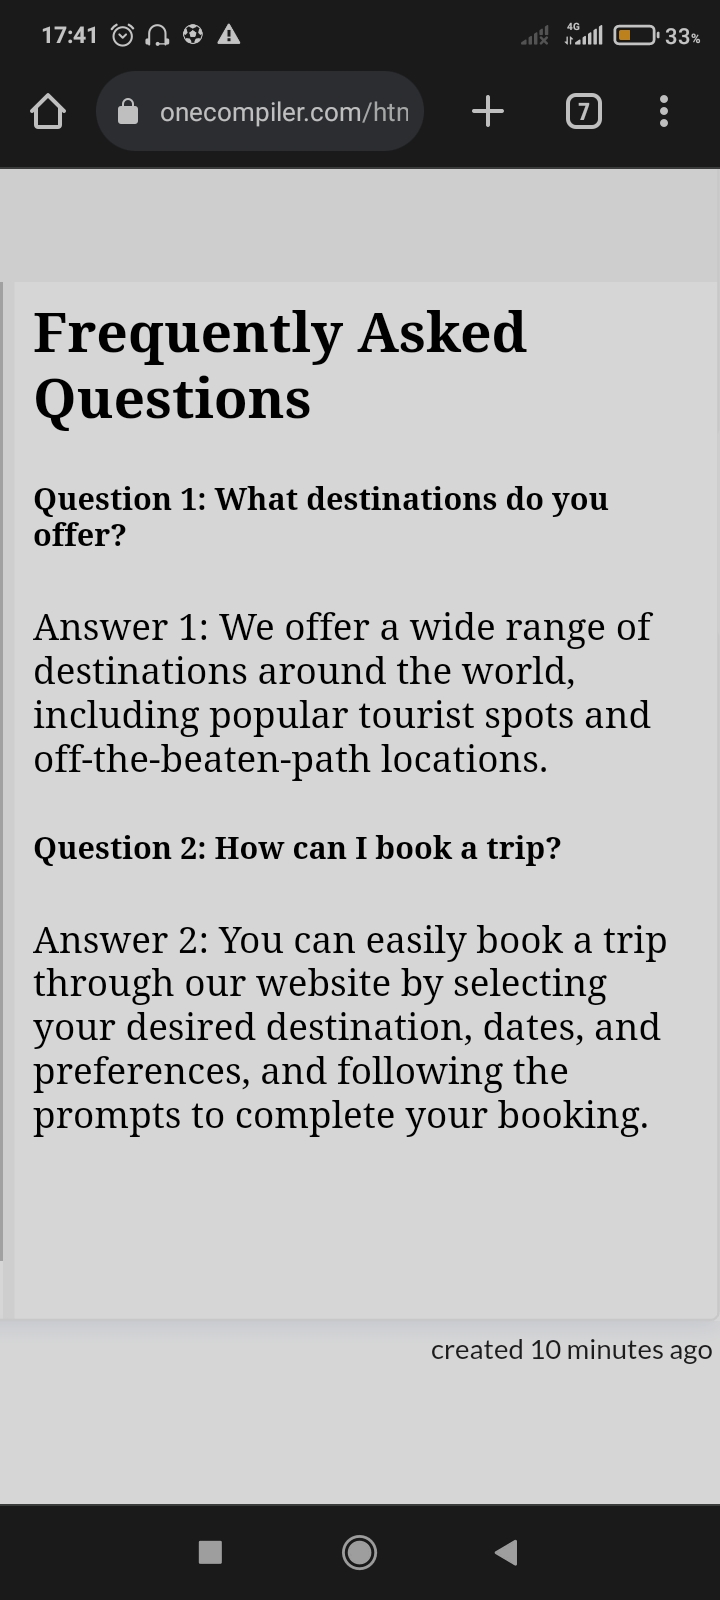 17:41
4G
33%
onecompiler.com/htn
7
Frequently Asked
Questions
Question 1: What destinations do you
offer?
Answer 1: We offer a wide range of
destinations around the world,
including popular tourist spots and
off-the-beaten-path locations.
Question 2: How can I book a trip?
Answer 2: You can easily book a trip
through our website by selecting
your desired destination, dates, and
preferences, and following the
prompts to complete your booking.
created 10 minutes ago